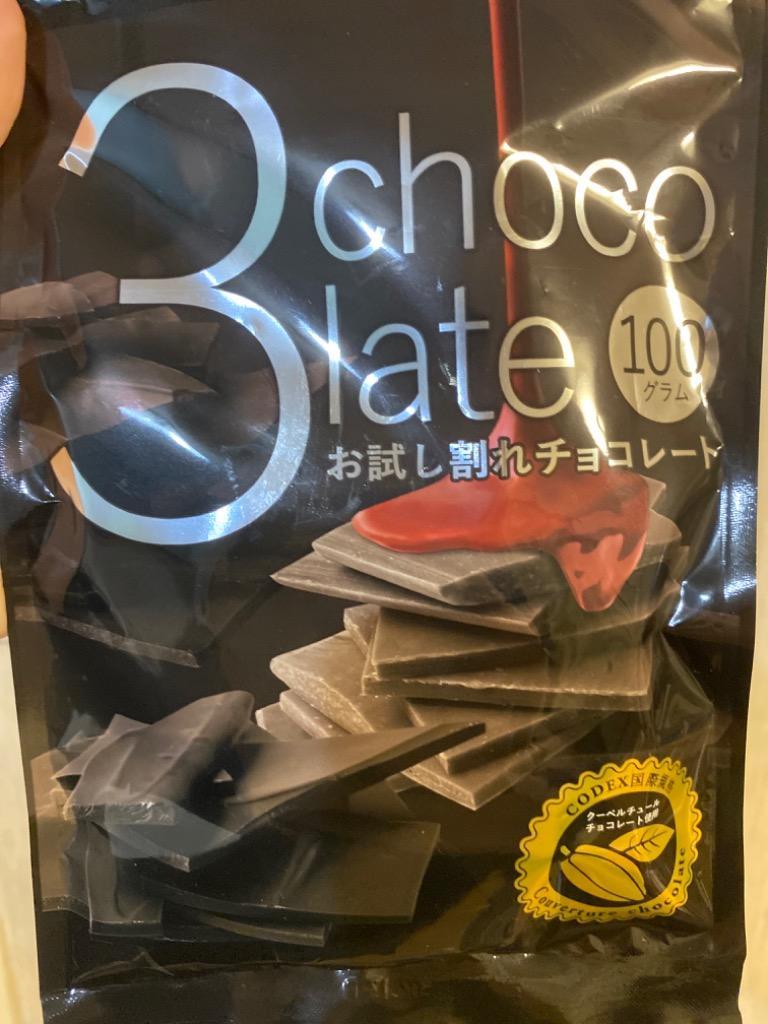 3
choco
late
100
グラム
お試し割れチョコレート
CODEX国際規格
クーベルチュール
チョコレート使用
Couverture chocolate